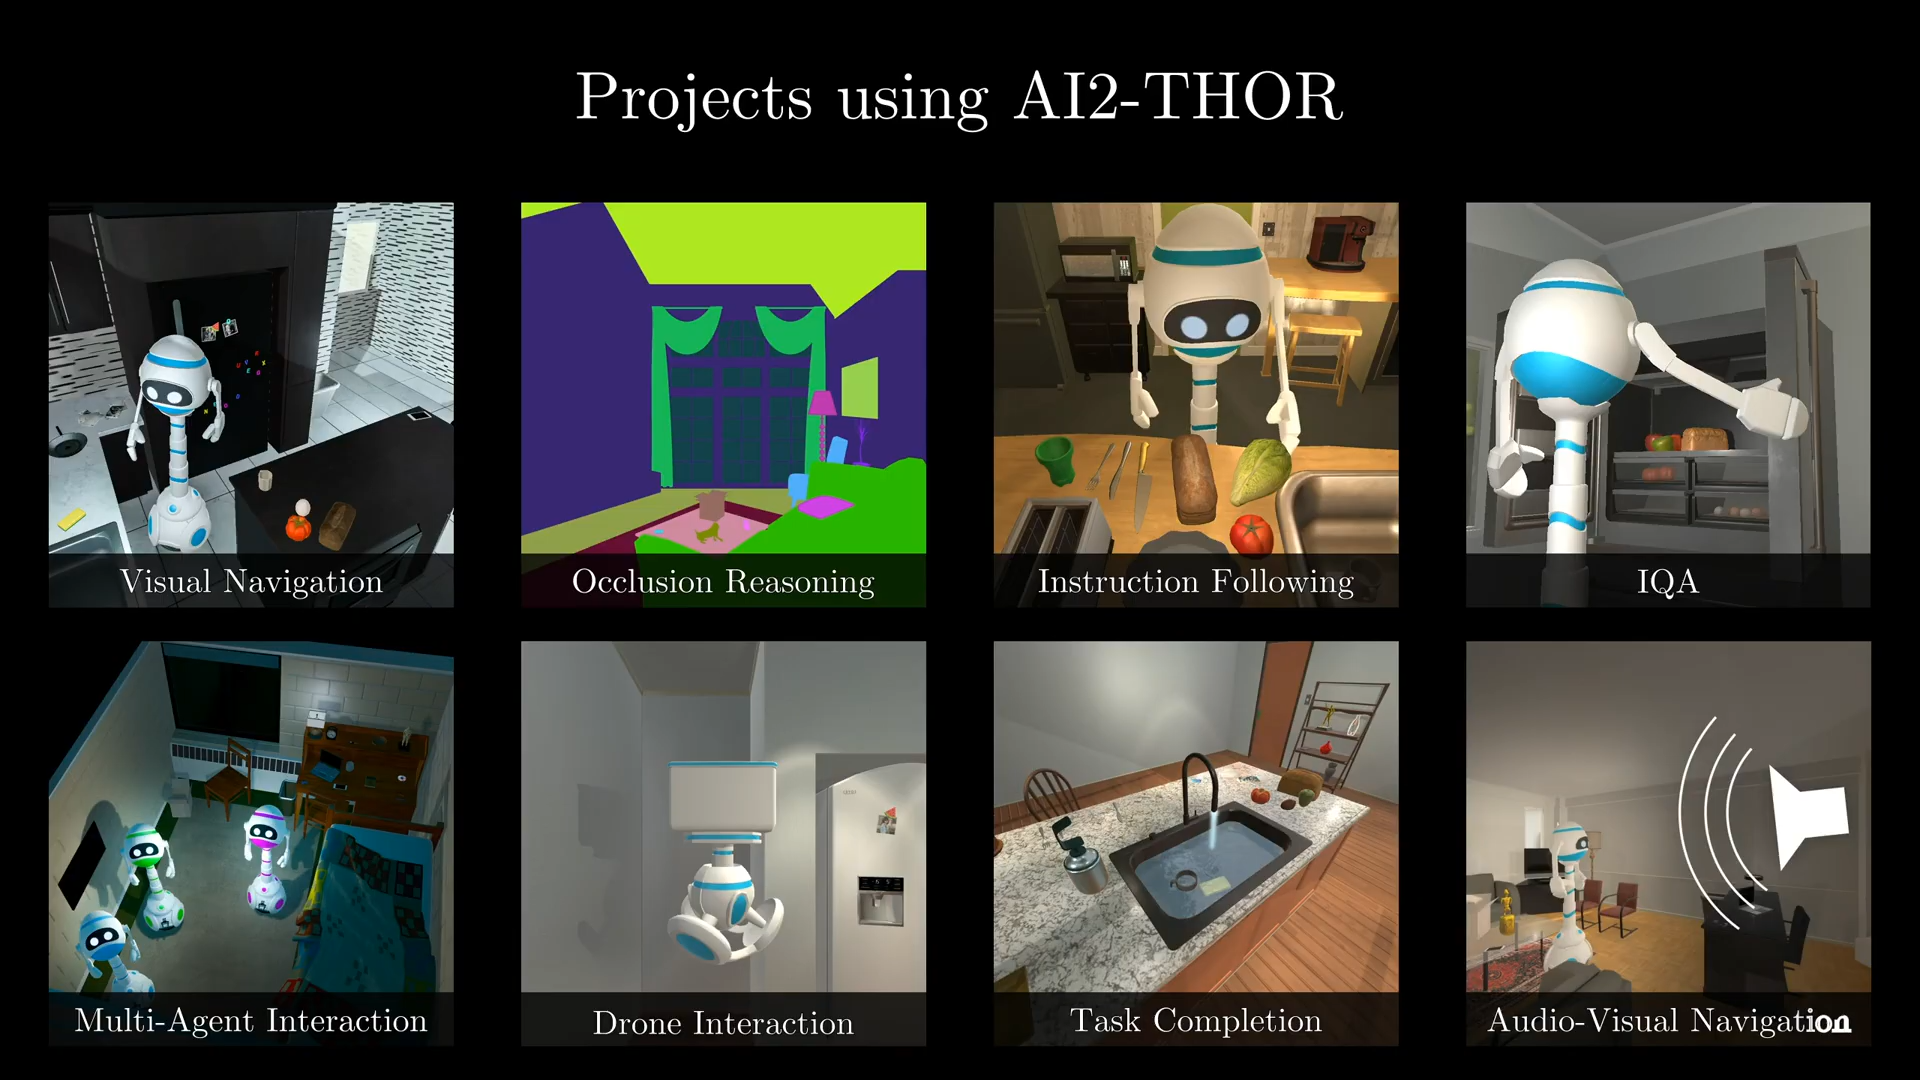 Projects using AI2-THOR
Visual Navigation
Occlusion Reasoning
Instruction Following
IQA
Multi-Agent Interaction
Drone Interaction
Task Completion
Audio-Visual Navigation